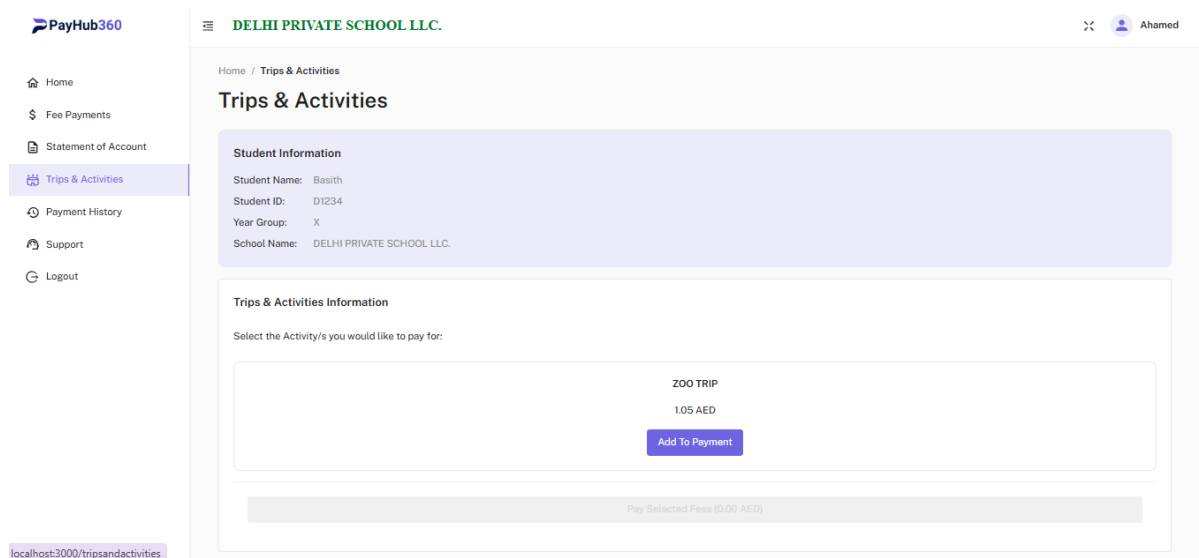 PayHub360
DELHI PRIVATE SCHOOL LLC.
Ahamed
Home
Fee Payments
Statement of Account
Trips & Activities
Payment History
Support
Logout
Home / Trips & Activities
Trips & Activities
Student Information
Student Name: Basith
Student ID: D1234
Year Group: X
School Name: DELHI PRIVATE SCHOOL LLC.
Trips & Activities Information
Select the Activity/s you would like to pay for:
ZOO TRIP
1.05 AED
Add To Payment
Pay Selected Fees (0.00 AED)
localhost:3000/tripsandactivities